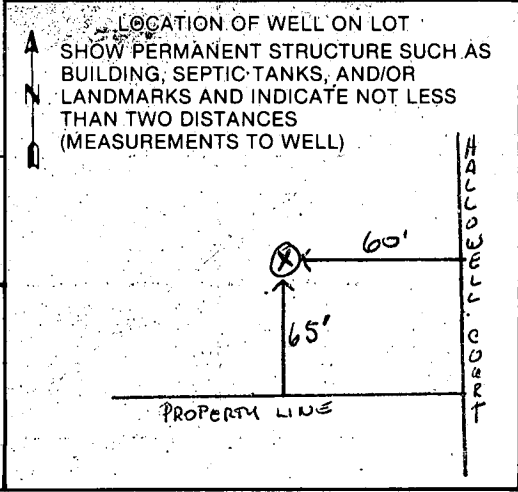 LOCATION OF WELL ON LOT
SHOW PERMANENT STRUCTURE SUCH AS
BUILDING, SEPTIC TANKS, AND/OR
LANDMARKS AND INDICATE NOT LESS
THAN TWO DISTANCES
(MEASUREMENTS TO WELL)
N
HALLOWELL COURT
60'
X
65'
PROPERTY LINE